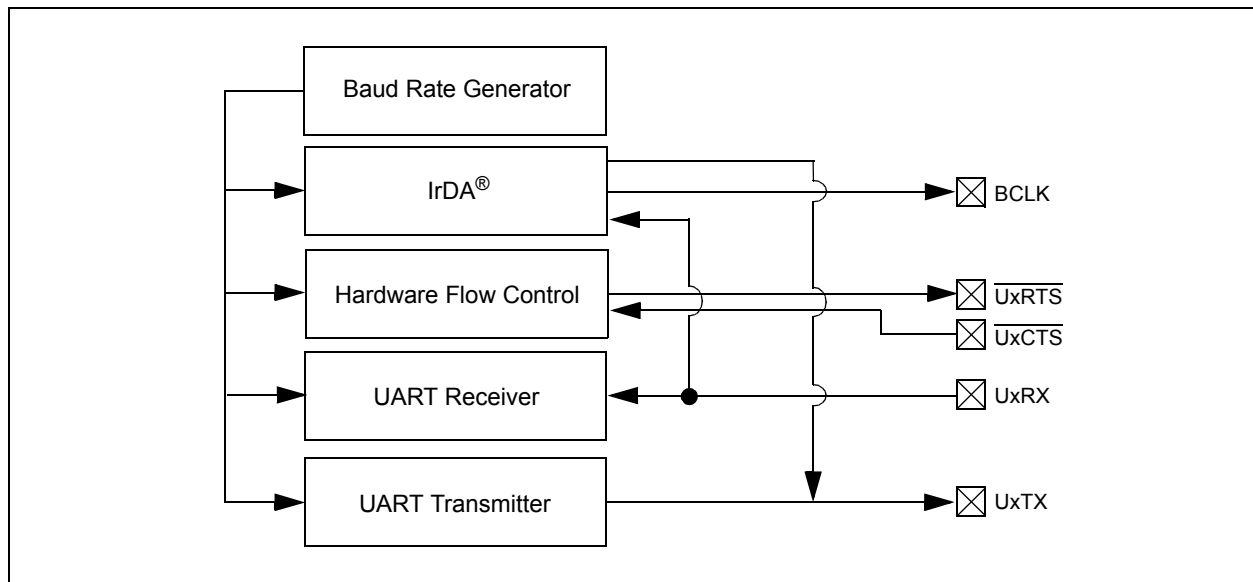 Baud Rate Generator
IrDA®
BCLK
Hardware Flow Control
UxRTS
UxCTS
UART Receiver
UxRX
UART Transmitter
UxTX